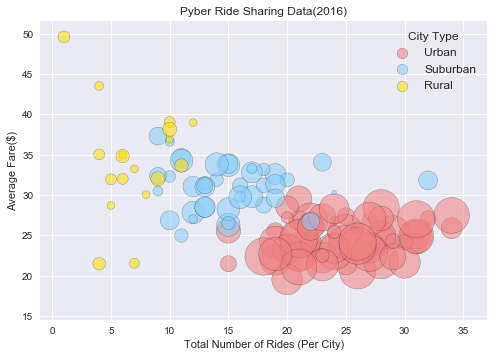 Pyber Ride Sharing Data(2016)
City Type
Urban
Suburban
Rural
Average Fare($)
50
45
40
35
30
25
20
15
0 5 10 15 20 25 30 35
Total Number of Rides (Per City)